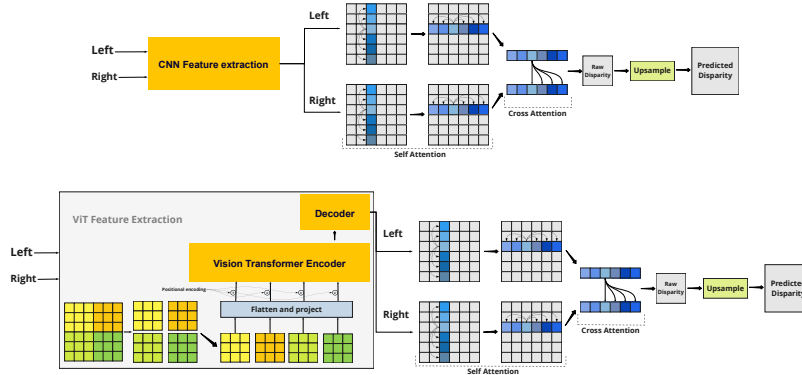 Left
Right
CNN Feature extraction
Left
Right
Self Attention
Cross Attention
Raw
Disparity
Upsample
Predicted
Disparity
ViT Feature Extraction
Left
Right
Decoder
Vision Transformer Encoder
Positional encoding
Flatten and project
Left
Right
Self Attention
Cross Attention
Raw
Disparity
Upsample
Predicted
Disparity